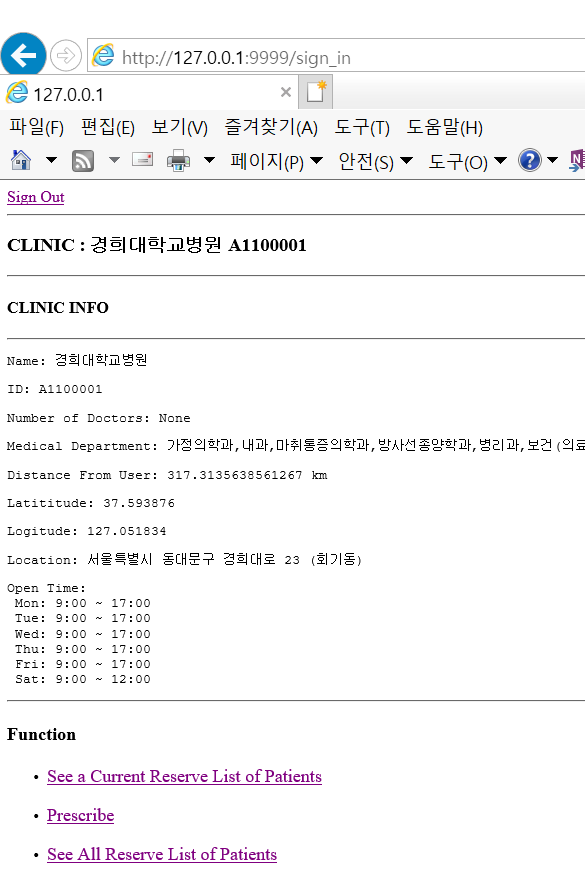 http://127.0.0.1:9999/sign_in
127.0.0.1
파일(F) 편집(E) 보기(V) 즐겨찾기(A) 도구(T) 도움말(H)
페이지(P) 안전(S) 도구(O)
Sign Out
CLINIC : 경희대학교병원 A1100001
CLINIC INFO
Name: 경희대학교병원
ID: A1100001
Number of Doctors: None
Medical Department: 가정의학과,내과,마취통증의학과,방사선종양학과,병리과,보건(의료
Distance From User: 317.3135638561267 km
Latititude: 37.593876
Logitude: 127.051834
Location: 서울특별시 동대문구 경희대로 23 (회기동)
Open Time:
Mon: 9:00 ~ 17:00
Tue: 9:00 ~ 17:00
Wed: 9:00 ~ 17:00
Thu: 9:00 ~ 17:00
Fri: 9:00 ~ 17:00
Sat: 9:00 ~ 12:00
Function
• See a Current Reserve List of Patients
• Prescribe
• See All Reserve List of Patients